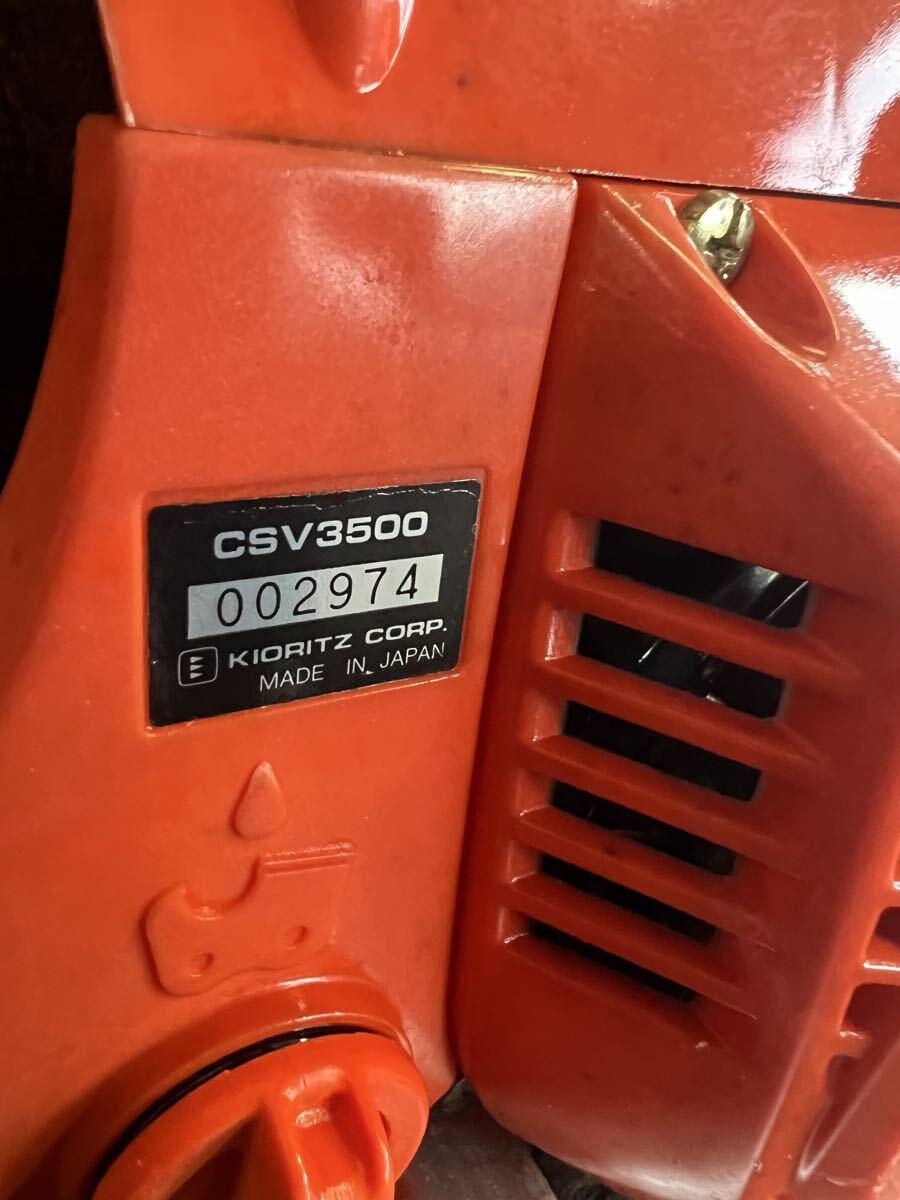 CSV3500
002974
KIORITZ CORP.
MADE IN JAPAN